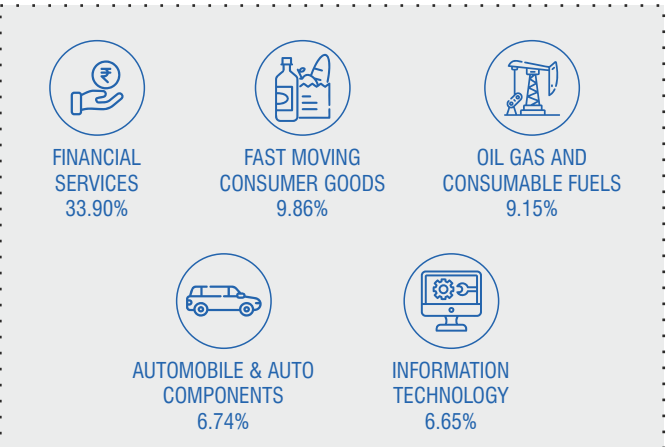 ₹
FINANCIAL
SERVICES
33.90%
FAST MOVING
CONSUMER GOODS
9.86%
OIL GAS AND
CONSUMABLE FUELS
9.15%
AUTOMOBILE & AUTO
COMPONENTS
6.74%
INFORMATION
TECHNOLOGY
6.65%